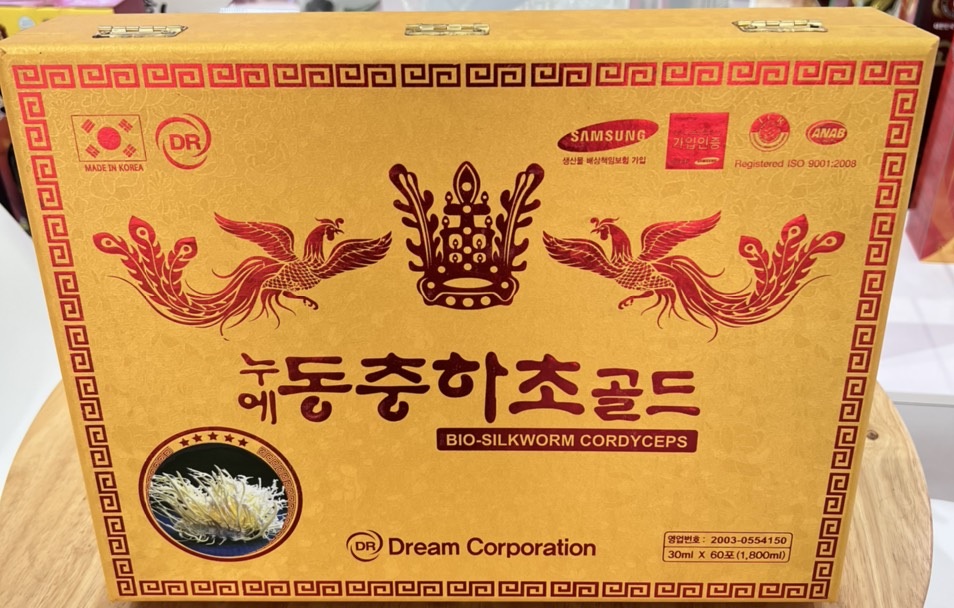 MADE IN KOREA
DR
SAMSUNG
생산물 배상책임보험 가입
가입인증
ANAB
Registered ISO 9001:2008
누에동충하초골드
BIO-SILKWORM CORDYCEPS
DR Dream Corporation
영업번호 : 2003-0554150
30ml X 60포(1,800ml)